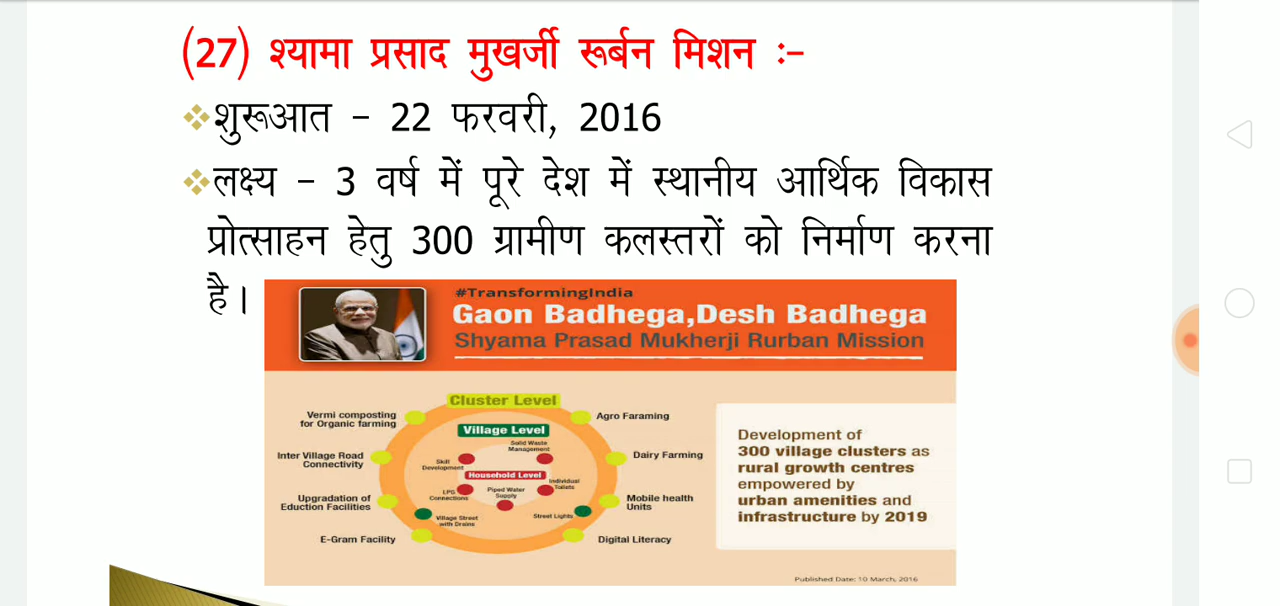 (27) श्यामा प्रसाद मुखर्जी रूर्बन मिशन :–
❖शुरूआत – 22 फरवरी, 2016
❖लक्ष्य – 3 वर्ष में पूरे देश में स्थानीय आर्थिक विकास
प्रोत्साहन हेतु 300 ग्रामीण कलस्तरों को निर्माण करना
है।
#TransformingIndia
Gaon Badhega,Desh Badhega
Shyama Prasad Mukherji Rurban Mission
Cluster Level
Vermi composting
for Organic farming
Agro Faraming
Village Level
Solid Waste
Management
Inter Village Road
Connectivity
Skill
Development
Dairy Farming
Household Level
Individual
Toilets
LPG
Connections
Piped Water
Supply
Upgradation of
Eduction Facilities
Mobile health
Units
Village Street
with Drains
Street Lights
E-Gram Facility
Digital Literacy
Development of
300 village clusters as
rural growth centres
empowered by
urban amenities and
infrastructure by 2019
Published Date: 10 March, 2016